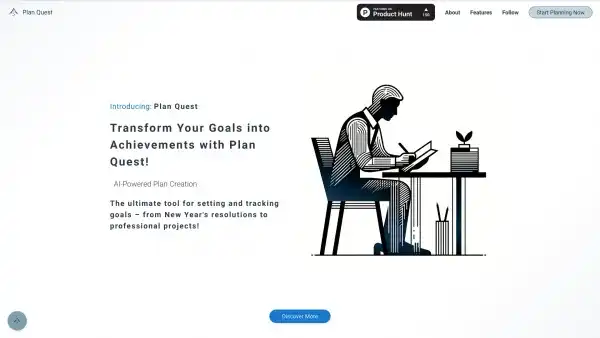 Plan Quest
FEATURED ON
Product Hunt
About
Features
Follow
Start Planning Now
Introducing: Plan Quest
Transform Your Goals into
Achievements with Plan
Quest!
AI-Powered Plan Creation
The ultimate tool for setting and tracking
goals – from New Year's resolutions to
professional projects!
Discover More